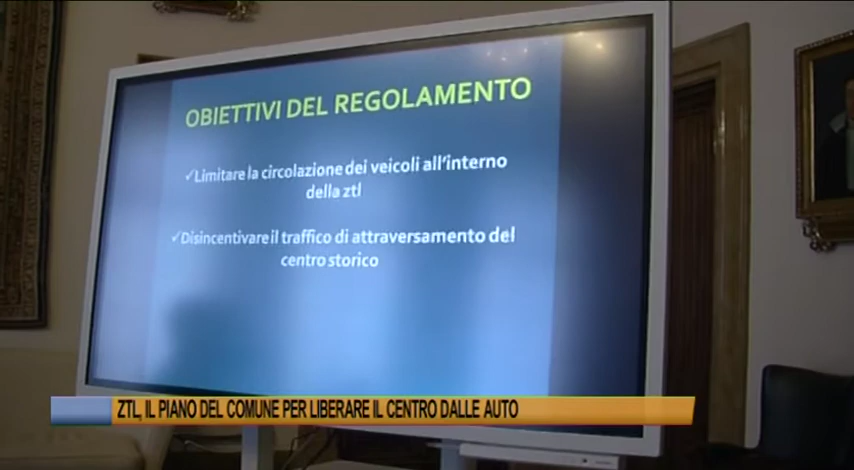 OBIETTIVI DEL REGOLAMENTO
✓Limitare la circolazione dei veicoli all'interno
della ztl
✓Disincentivare il traffico di attraversamento del
centro storico
ZTL, IL PIANO DEL COMUNE PER LIBERARE IL CENTRO DALLE AUTO